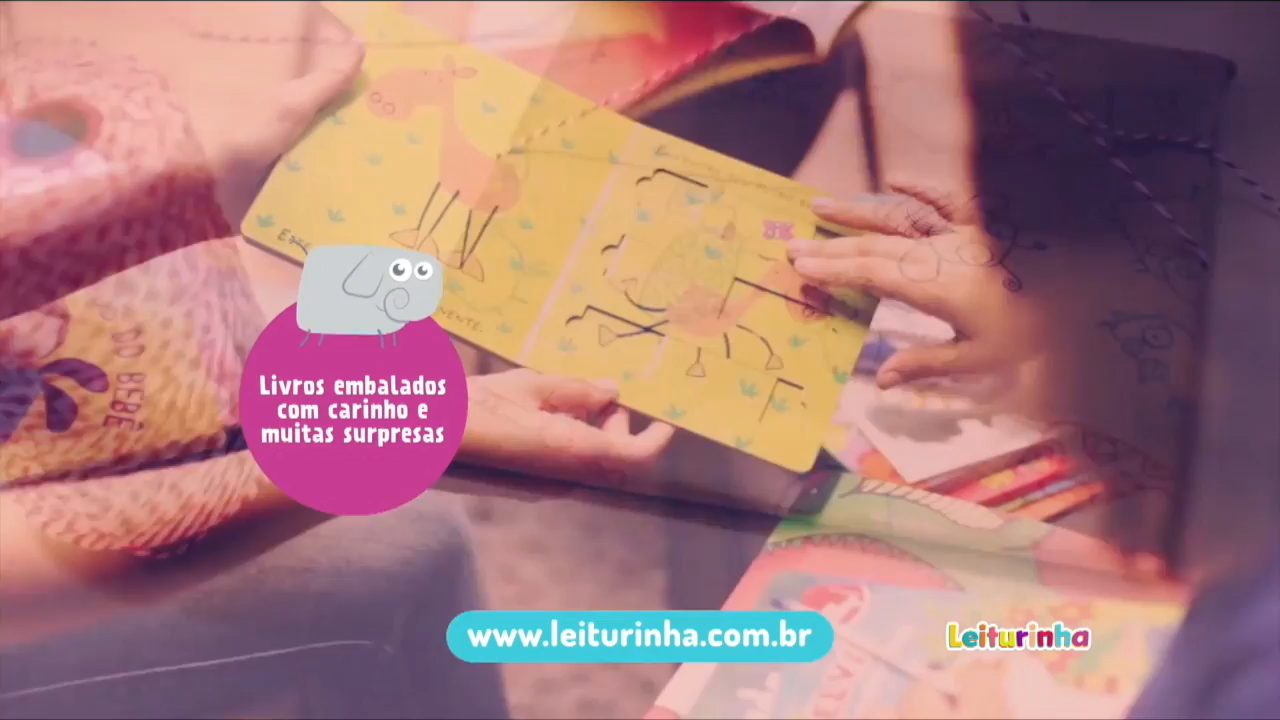 DO BEBÊ
Livros embalados
com carinho e
muitas surpresas
www.leiturinha.com.br
Leiturinha